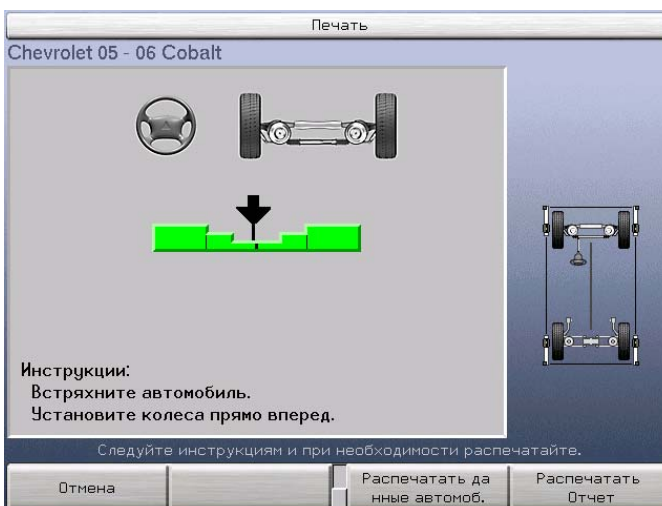 Печать
Chevrolet 05 - 06 Cobalt
Инструкции:
Встряхните автомобиль.
Установите колеса прямо вперед.
Следуйте инструкциям и при необходимости распечатайте.
Отмена
Распечатать да
нные автомоб.
Распечатать
Отчет